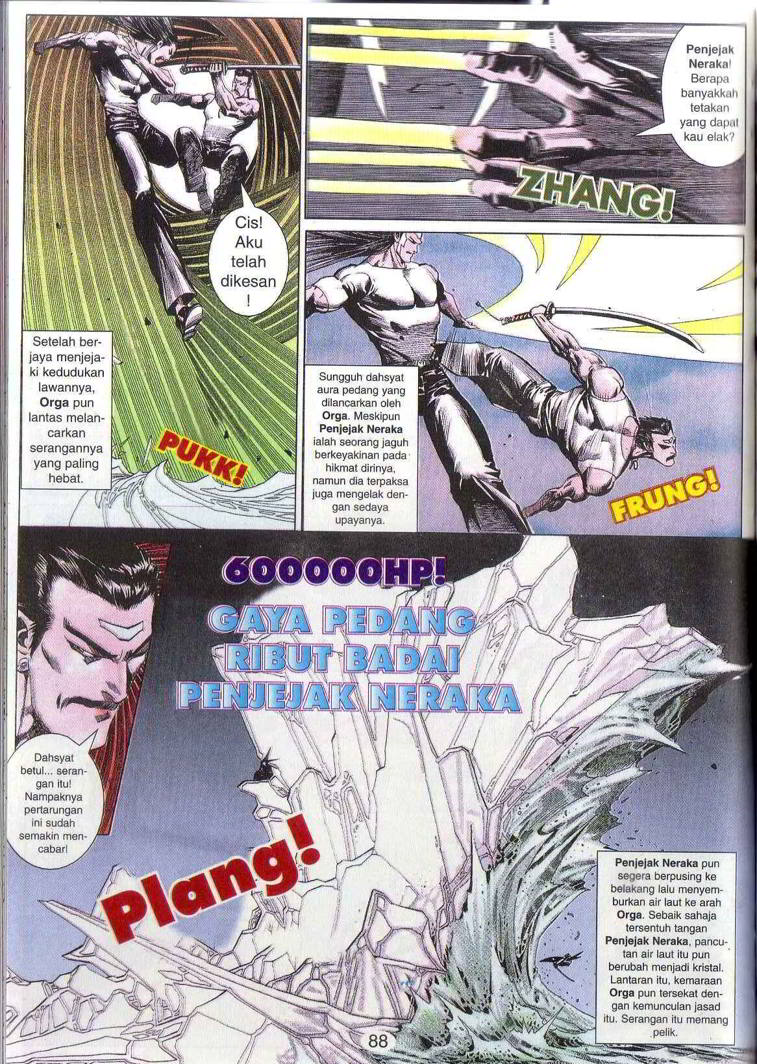 Cis!
Aku
telah
dikesan
!
Setelah ber-
jaya menjeja-
ki kedudukan
lawannya,
Orga pun
lantas melan-
carkan
serangannya
yang paling
hebat.
PUKK!
Penjejak
Neraka!
Berapa
banyakkah
tetakan
yang dapat
kau elak?
ZHANG!
Sungguh dahsyat
aura pedang yang
dilancarkan oleh
Orga. Meskipun
Penjejak Neraka
ialah seorang jaguh
berkeyakinan pada
hikmat dirinya,
namun dia terpaksa
juga mengelak den-
gan sedaya
upayanya.
FRUNG!
600000HP!
GAYA PEDANG
RIBUT BADAI
PENJEJAK NERAKA
Dahsyat
betul... seran-
gan itu!
Nampaknya
pertarungan
ini sudah
semakin men-
cabar!
Plang!
Penjejak Neraka pun
segera berpusing ke
belakang lalu menyem-
burkan air laut ke arah
Orga. Sebaik sahaja
tersentuh tangan
Penjejak Neraka, pancu-
tan air laut itu pun
berubah menjadi kristal.
Lantaran itu, kemaraan
Orga pun tersekat den-
gan kemunculan jasad
itu. Serangan itu memang
pelik.
88